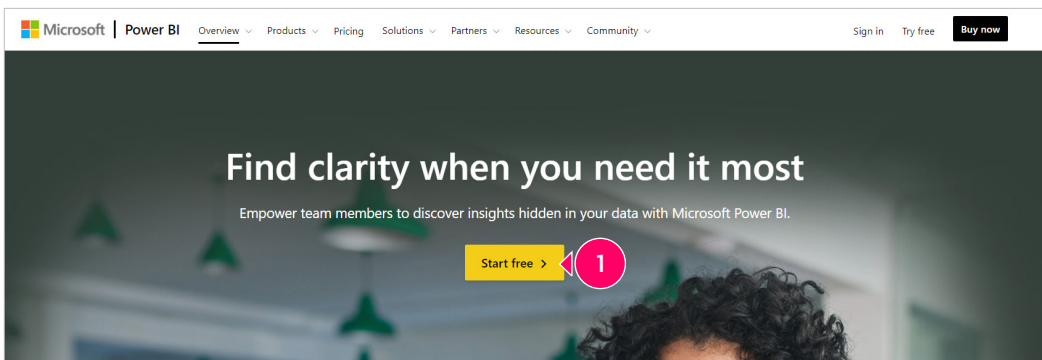 Microsoft Power BI Overview Products Pricing Solutions Partners Resources Community Sign in Try free Buy now
Find clarity when you need it most
Empower team members to discover insights hidden in your data with Microsoft Power BI.
Start free > 1